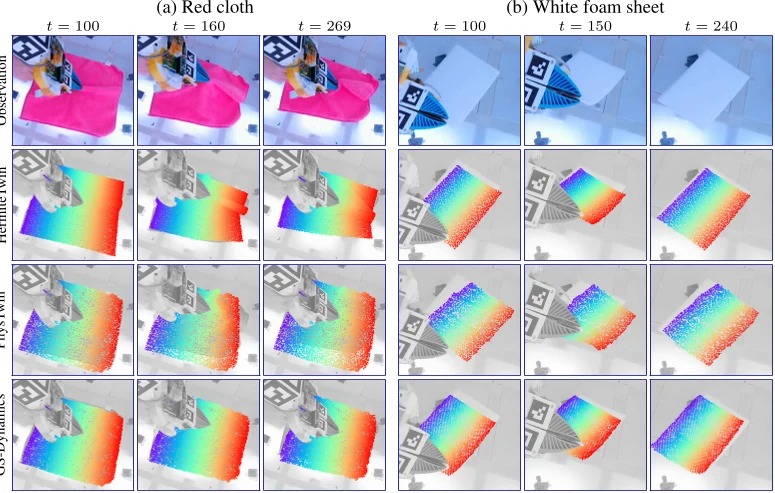 (a) Red cloth
(b) White foam sheet
t = 100
t = 160
t = 269
t = 100
t = 150
t = 240
Observation
HermiteTwin
PhysTwin
GS-Dynamics